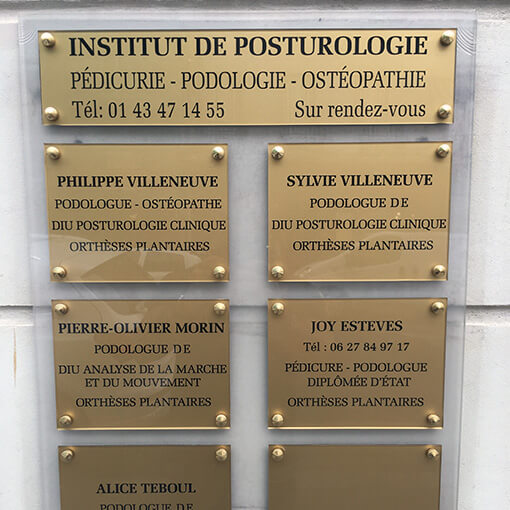 INSTITUT DE POSTUROLOGIE
PÉDICURIE - PODOLOGIE - OSTÉOPATHIE
Tél: 01 43 47 14 55 Sur rendez-vous
PHILIPPE VILLENEUVE
PODOLOGUE - OSTÉOPATHE
DIU POSTUROLOGIE CLINIQUE
ORTHÈSES PLANTAIRES
SYLVIE VILLENEUVE
PODOLOGUE DE
DIU POSTUROLOGIE CLINIQUE
ORTHÈSES PLANTAIRES
PIERRE-OLIVIER MORIN
PODOLOGUE DE
DIU ANALYSE DE LA MARCHE
ET DU MOUVEMENT
ORTHÈSES PLANTAIRES
JOY ESTEVES
Tél : 06 27 84 97 17
PÉDICURE - PODOLOGUE
DIPLÔMÉE D'ÉTAT
ORTHÈSES PLANTAIRES
ALICE TEBOUL
PODOLOGUE DE